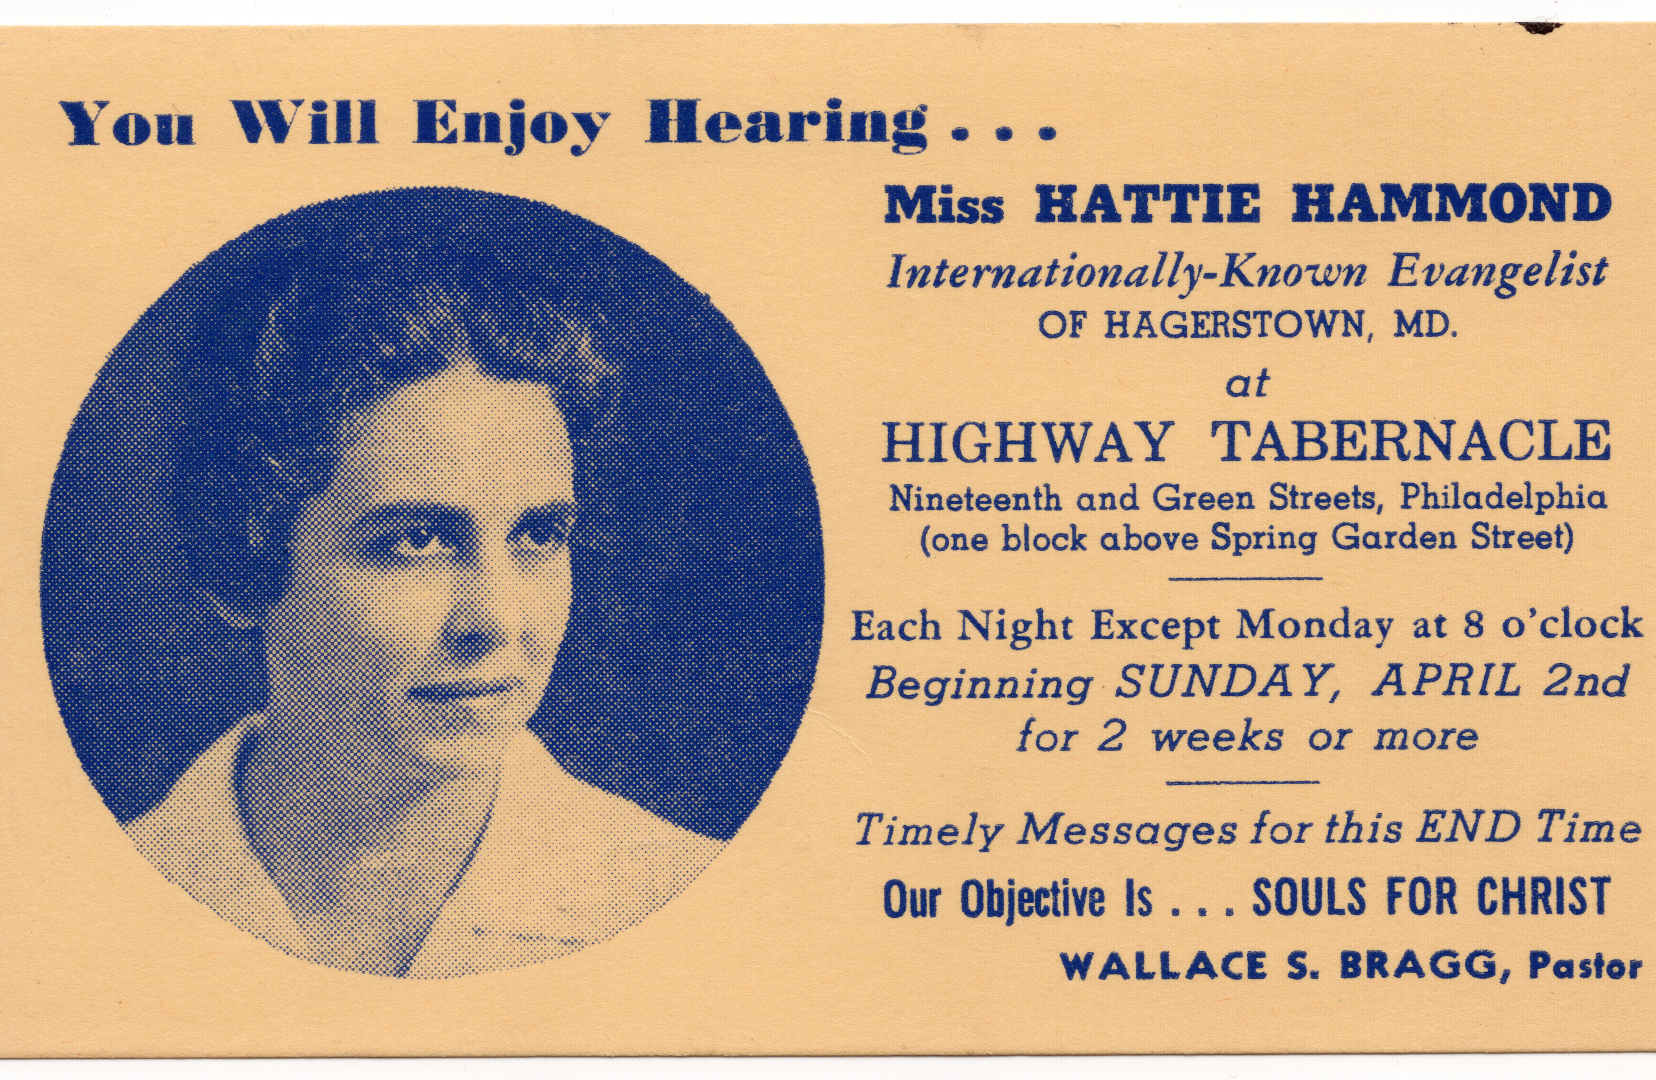 You Will Enjoy Hearing . . .
Miss HATTIE HAMMOND
Internationally-Known Evangelist
OF HAGERSTOWN, MD.
at
HIGHWAY TABERNACLE
Nineteenth and Green Streets, Philadelphia
(one block above Spring Garden Street)
Each Night Except Monday at 8 o'clock
Beginning SUNDAY, APRIL 2nd
for 2 weeks or more
Timely Messages for this END Time
Our Objective Is . . . SOULS FOR CHRIST
WALLACE S. BRAGG, Pastor